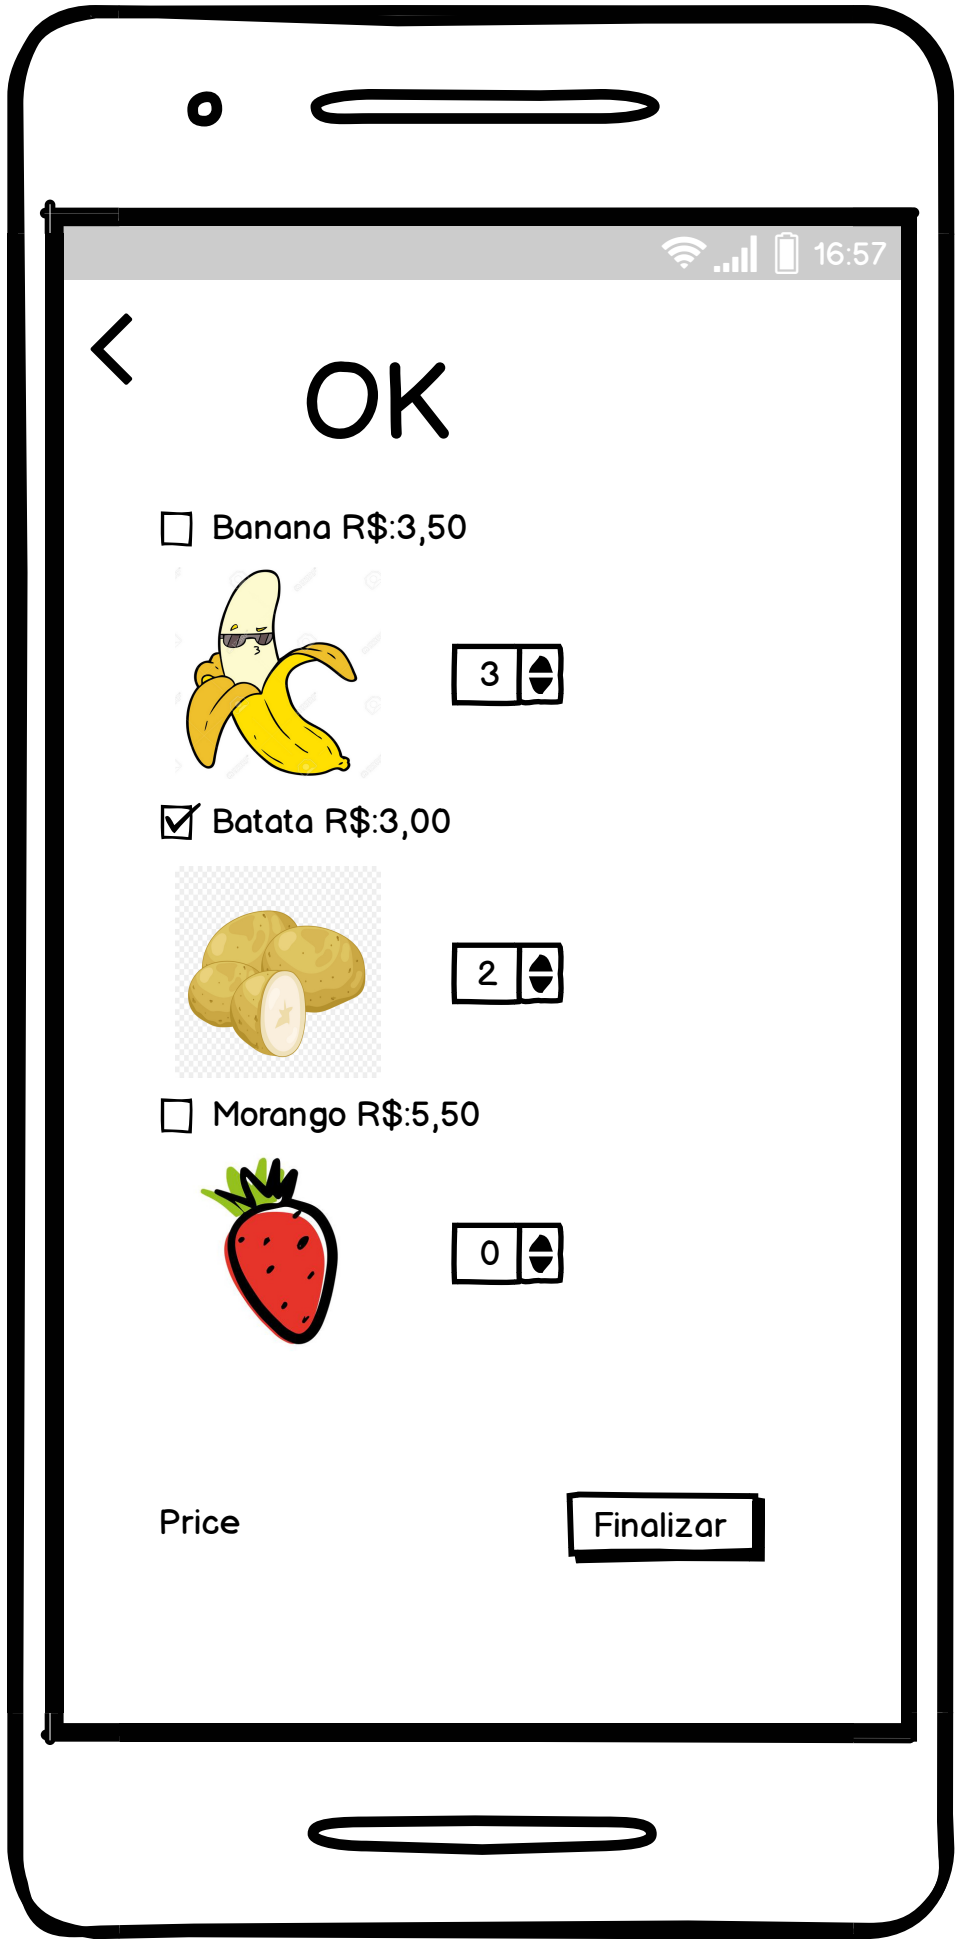 16:57
OK
Banana R$:3,50
3
Batata R$:3,00
2
Morango R$:5,50
0
Price
Finalizar